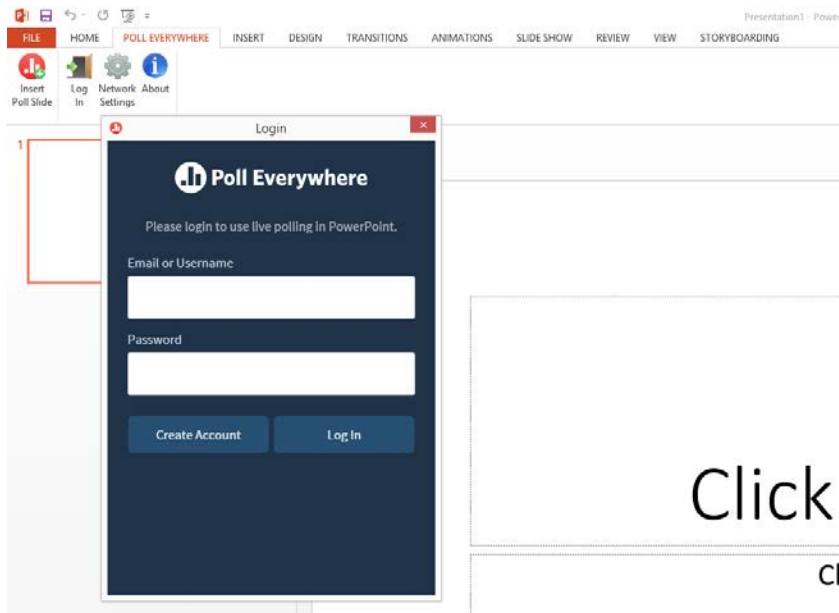 Presentation1 - Power
FILE HOME POLL EVERYWHERE INSERT DESIGN TRANSITIONS ANIMATIONS SLIDE SHOW REVIEW VIEW STORYBOARDING
Insert Poll Slide
Log In
Network Settings
About
1
Login
Poll Everywhere
Please login to use live polling in PowerPoint.
Email or Username
Password
Create Account Log In
Click